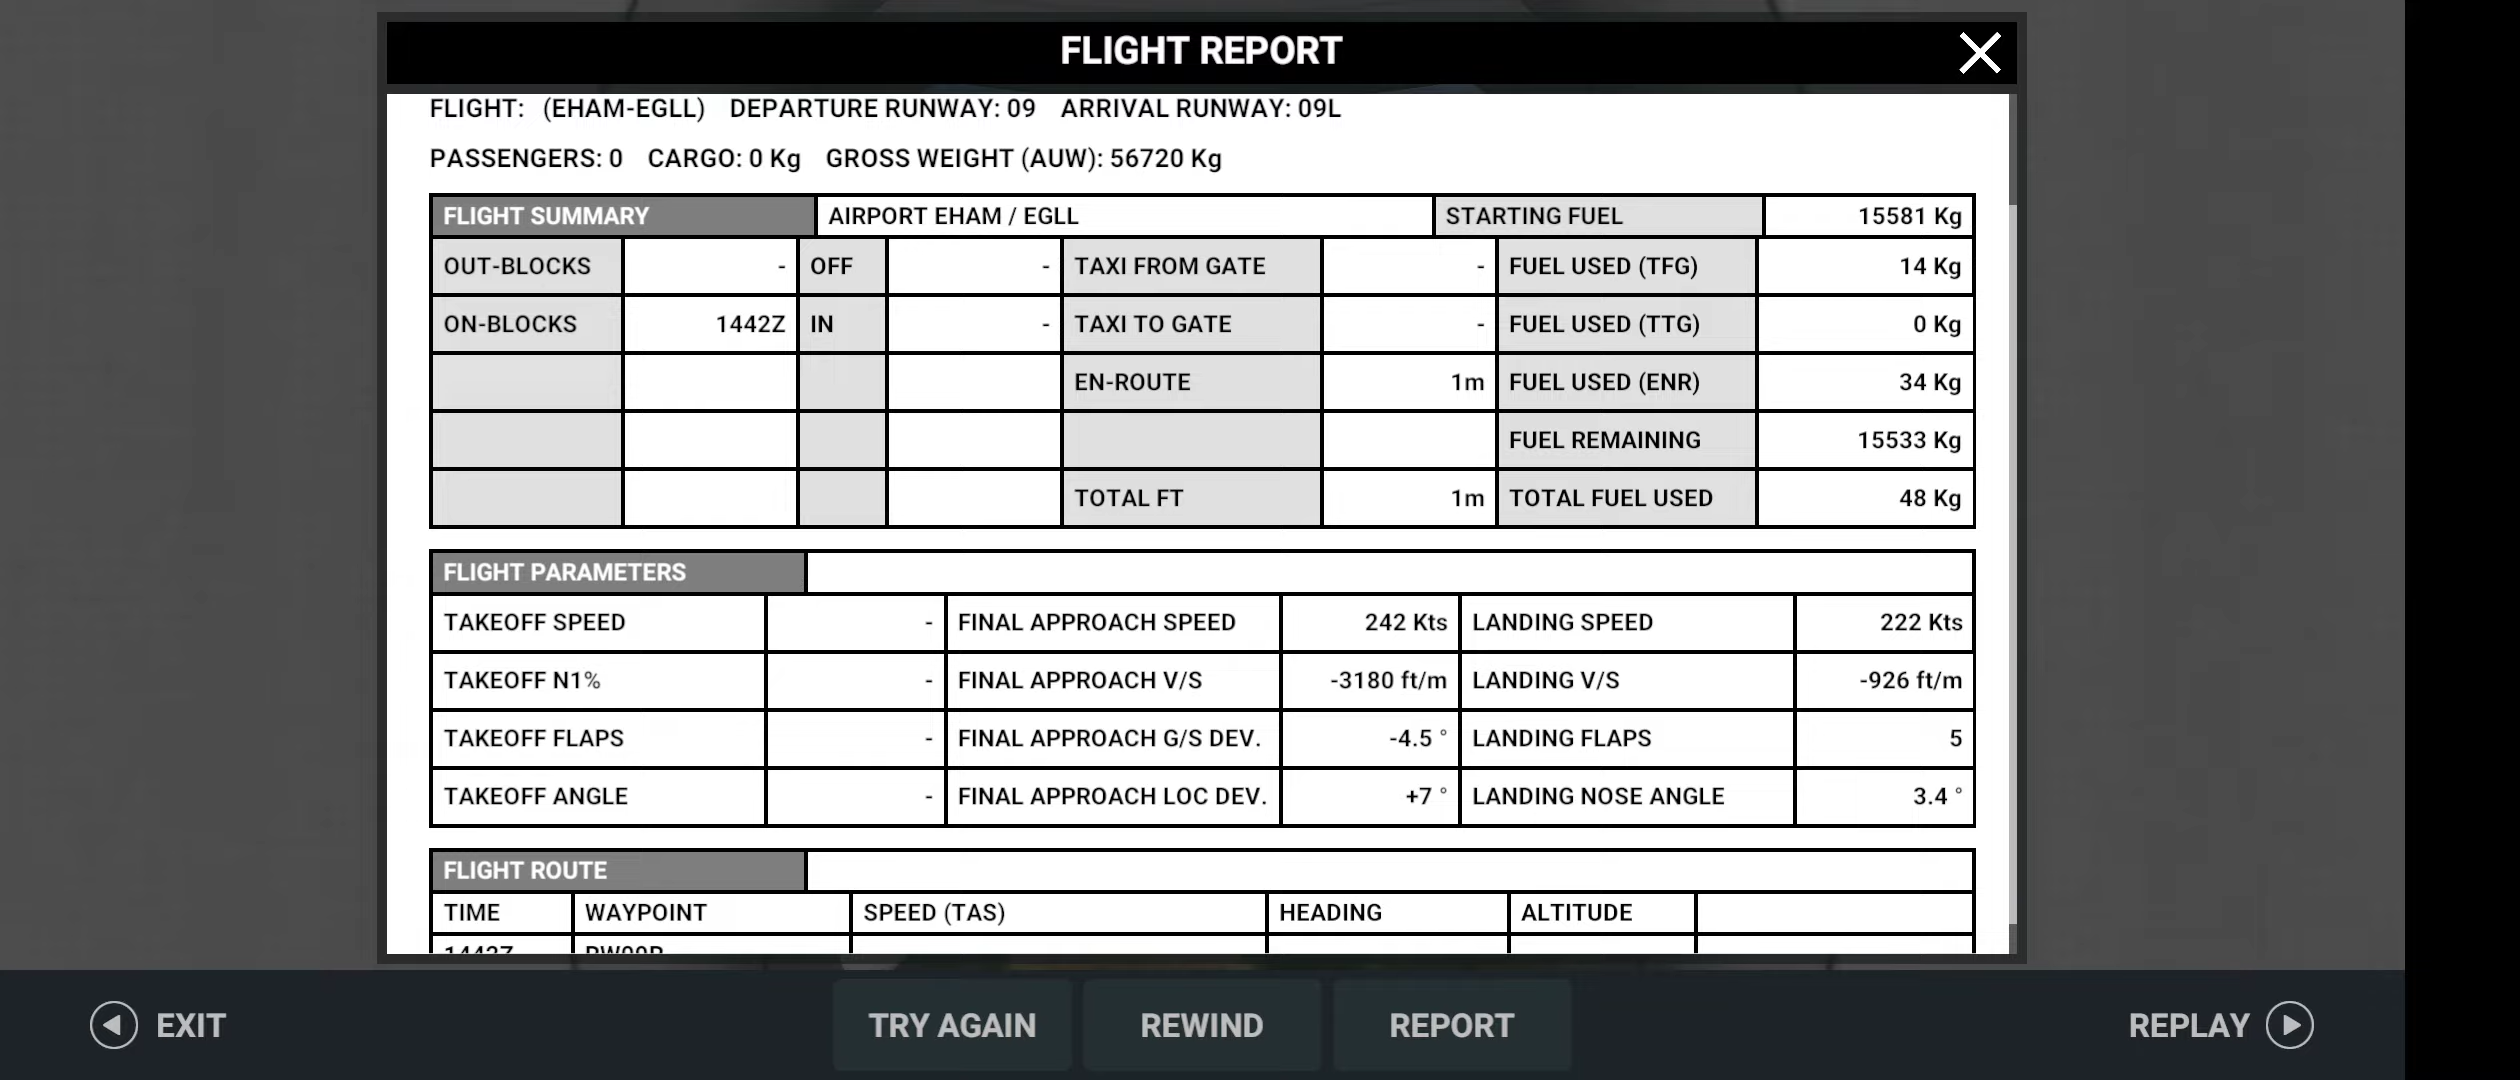 FLIGHT REPORT
FLIGHT: (EHAM-EGLL) DEPARTURE RUNWAY: 09 ARRIVAL RUNWAY: 09L
PASSENGERS: 0 CARGO: 0 Kg GROSS WEIGHT (AUW): 56720 Kg
FLIGHT SUMMARY AIRPORT EHAM / EGLL STARTING FUEL 15581 Kg
OUT-BLOCKS - OFF - TAXI FROM GATE - FUEL USED (TFG) 14 Kg
ON-BLOCKS 1442Z IN - TAXI TO GATE - FUEL USED (TTG) 0 Kg
EN-ROUTE 1m FUEL USED (ENR) 34 Kg
FUEL REMAINING 15533 Kg
TOTAL FT 1m TOTAL FUEL USED 48 Kg
FLIGHT PARAMETERS
TAKEOFF SPEED - FINAL APPROACH SPEED 242 Kts LANDING SPEED 222 Kts
TAKEOFF N1% - FINAL APPROACH V/S -3180 ft/m LANDING V/S -926 ft/m
TAKEOFF FLAPS - FINAL APPROACH G/S DEV. -4.5 ° LANDING FLAPS 5
TAKEOFF ANGLE - FINAL APPROACH LOC DEV. +7 ° LANDING NOSE ANGLE 3.4 °
FLIGHT ROUTE
TIME WAYPOINT SPEED (TAS) HEADING ALTITUDE
1442Z
EXIT TRY AGAIN REWIND REPORT REPLAY